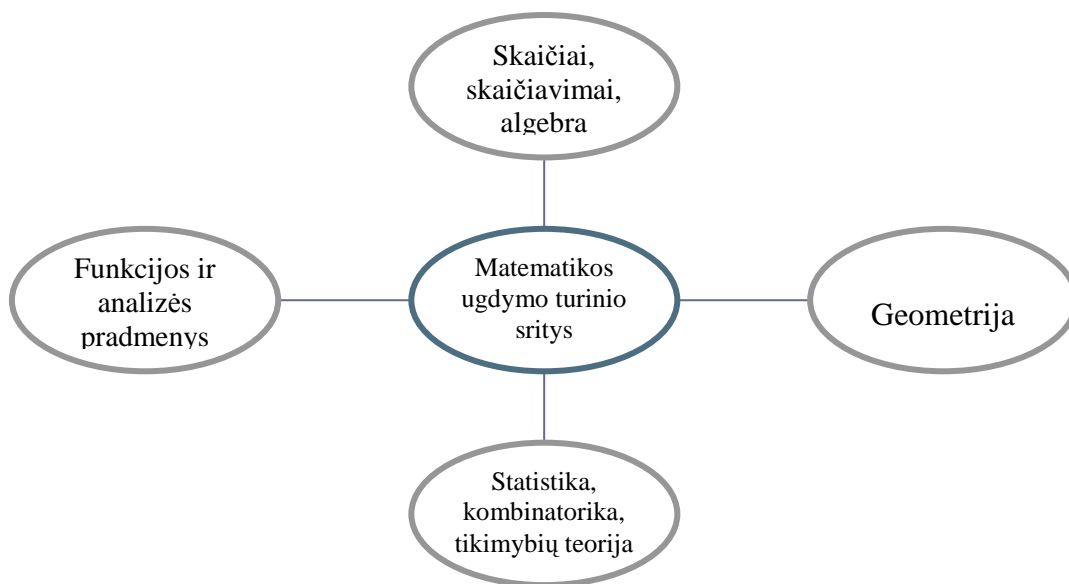 Skaičiai,
skaičiavimai,
algebra
Funkcijos ir
analizės
pradmenys
Matematikos
ugdymo turinio
sritys
Geometrija
Statistika,
kombinatorika,
tikimybių teorija